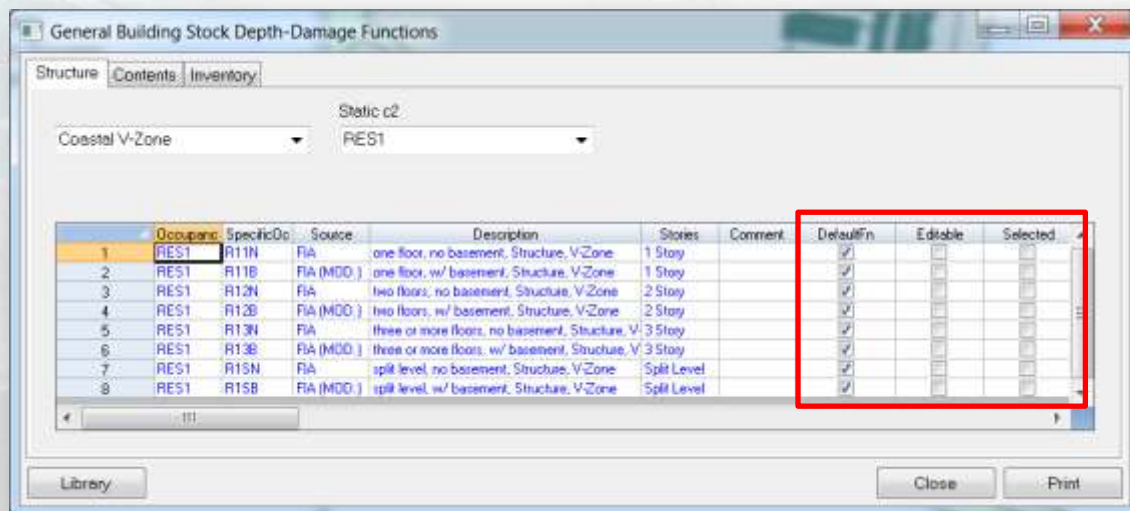 General Building Stock Depth-Damage Functions
Structure Contents Inventory
Static c2
Coastal V-Zone RES1
Occupanc SpecificOc Source Description Stories Comment DefaultFn Editable Selected
1 RES1 R11N FIA one floor, no basement, Structure, V-Zone 1 Story
2 RES1 R11B FIA (MOD.) one floor, w/ basement, Structure, V-Zone 1 Story
3 RES1 R12N FIA two floors, no basement, Structure, V-Zone 2 Story
4 RES1 R12B FIA (MOD.) two floors, w/ basement, Structure, V-Zone 2 Story
5 RES1 R13N FIA three or more floors, no basement, Structure, V- 3 Story
6 RES1 R13B FIA (MOD.) three or more floors, w/ basement, Structure, V 3 Story
7 RES1 R1SN FIA split level, no basement, Structure, V-Zone Split Level
8 RES1 R1SB FIA (MOD.) split level, w/ basement, Structure, V-Zone Split Level
Library Close Print